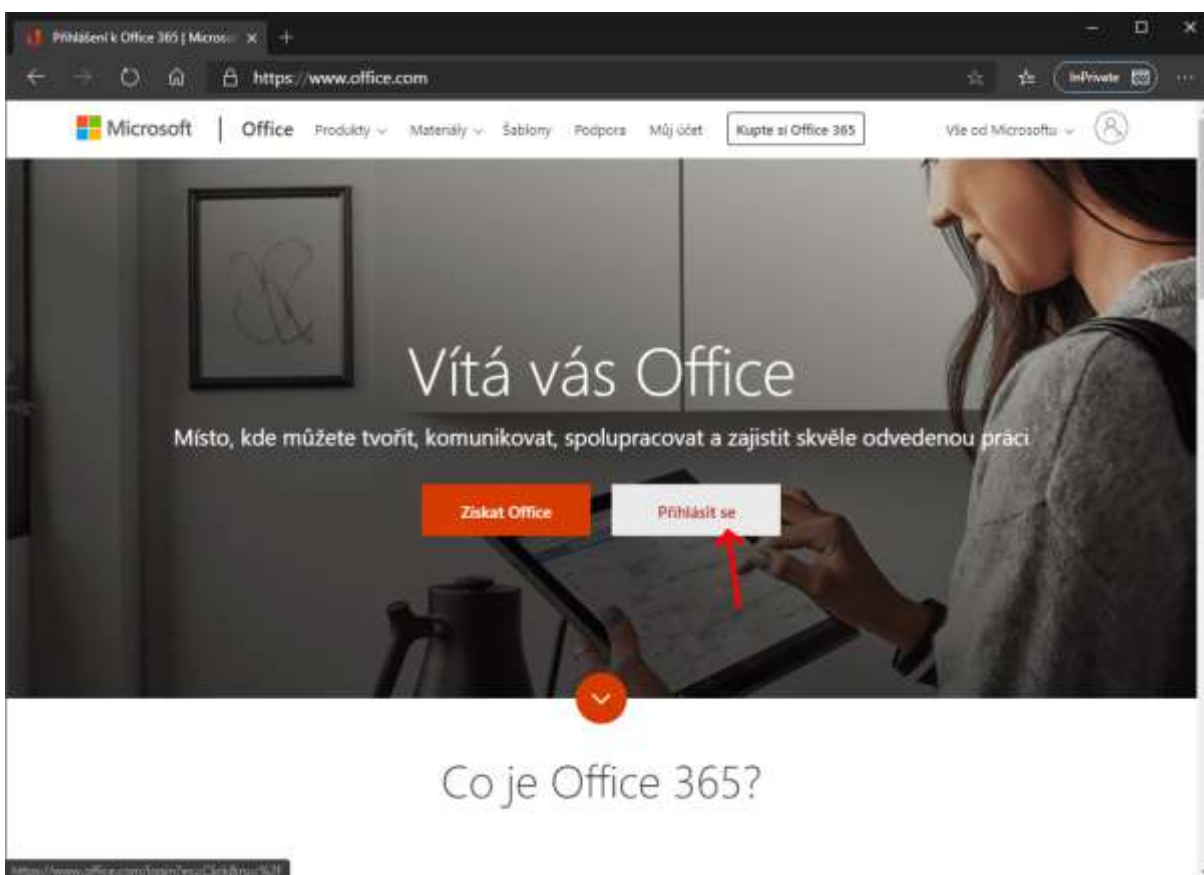 Přihlášení k Office 365 | Micros
https://www.office.com
InPrivate
Microsoft | Office Produkty Materiály Šablony Podpora Můj účet Kupte si Office 365 Vše od Microsoftu
Vítá vás Office
Místo, kde můžete tvořit, komunikovat, spolupracovat a zajistit skvěle odvedenou práci
Získat Office
Přihlásit se
Co je Office 365?